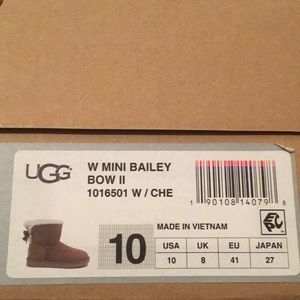 UGG
W MINI BAILEY
BOW II
1016501 W / CHE
1 90108 14079 8
10
MADE IN VIETNAM
USA UK EU JAPAN
10 8 41 27